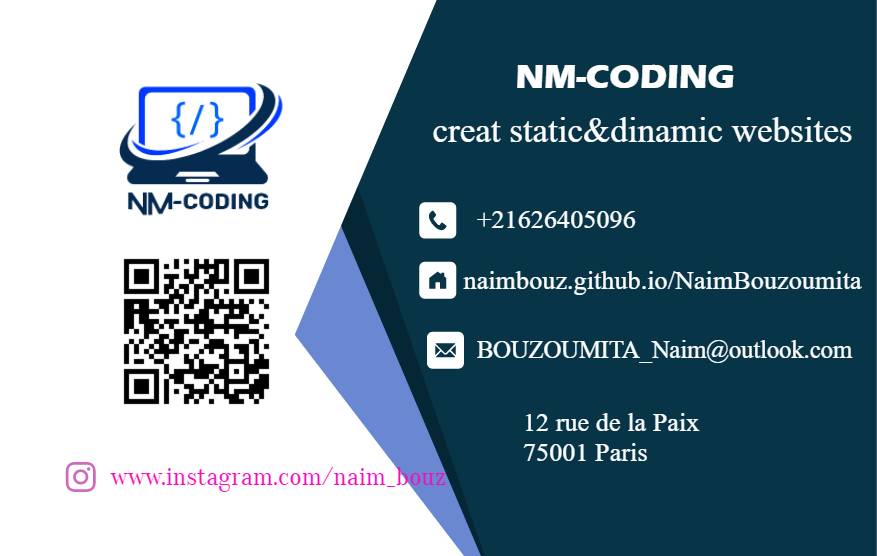 {/}
NM-CODING
www.instagram.com/naim_bouz
NM-CODING
creat static&dinamic websites
+21626405096
naimbouz.github.io/NaimBouzoumita
BOUZOUMITA_Naim@outlook.com
12 rue de la Paix
75001 Paris